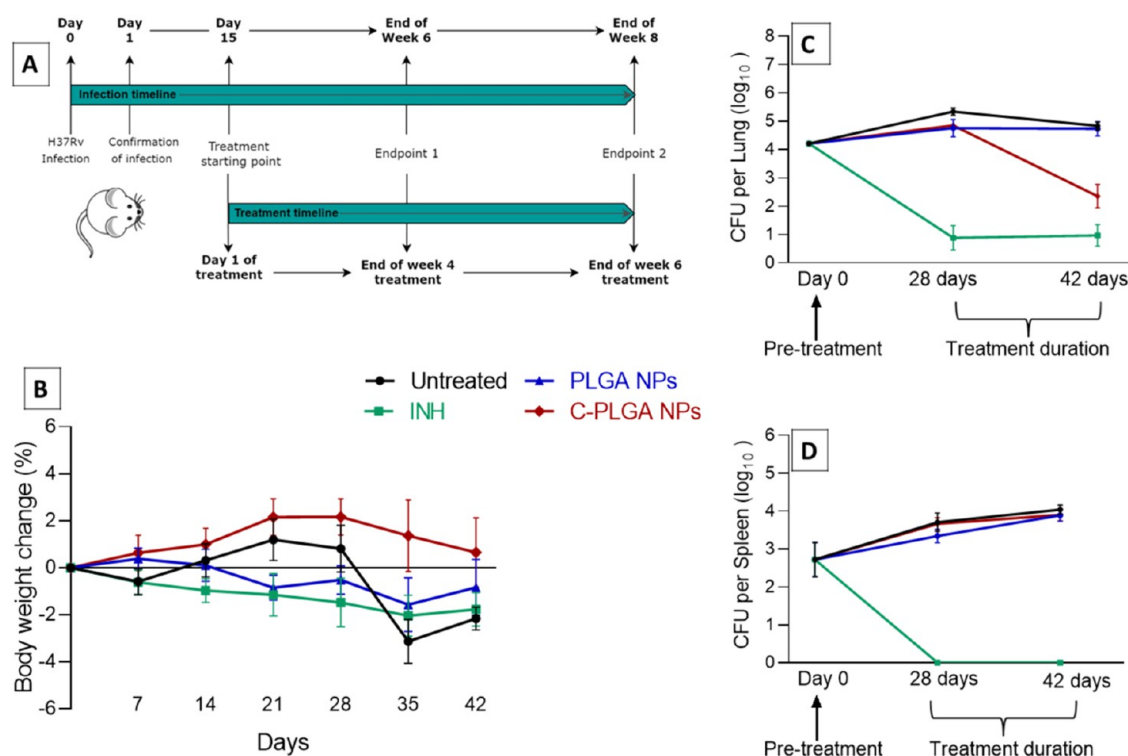 A
Day 0
Day 1
Day 15
End of Week 6
End of Week 8
Infection timeline
H37Rv Infection
Confirmation of infection
Treatment starting point
Endpoint 1
Endpoint 2
Treatment timeline
Day 1 of treatment
End of week 4 treatment
End of week 6 treatment
B
Untreated
PLGA NPs
INH
C-PLGA NPs
Body weight change (%)
6
4
2
0
-2
-4
-6
7 14 21 28 35 42
Days
C
CFU per Lung (log10)
8
7
6
5
4
3
2
1
0
Day 0 28 days 42 days
Pre-treatment
Treatment duration
D
CFU per Spleen (log10)
6
5
4
3
2
1
0
Day 0 28 days 42 days
Pre-treatment
Treatment duration